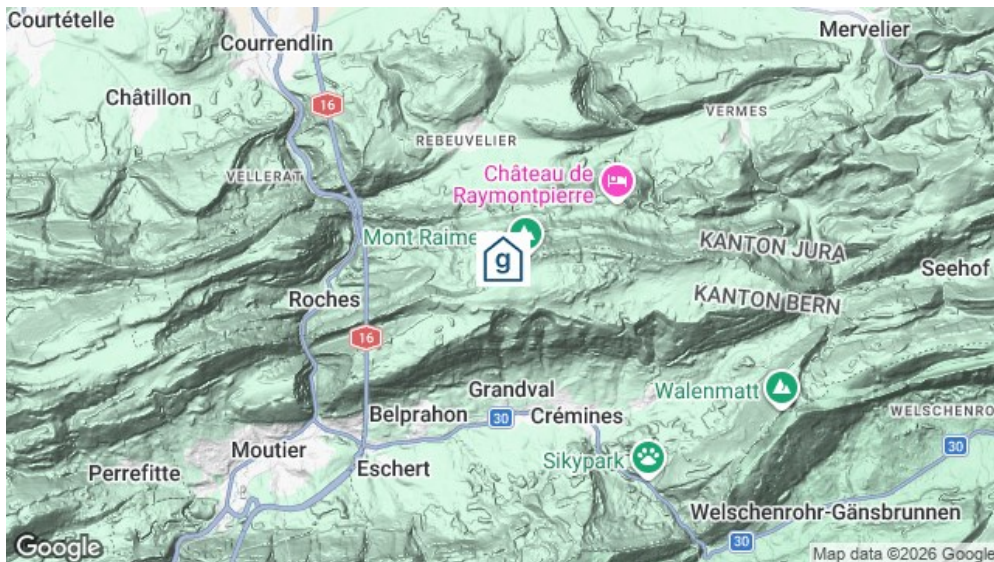 Courtételle
Courrendlin
Mervelier
Châtillon
16
VERMES
REBEUVELIER
VELLERAT
Château de
Raymontpierre
Mont Raime
g
KANTON JURA
Seehof
KANTON BERN
Roches
16
Grandval
Walenmatt
Belprahon
30
Crémines
WELSCHENRO
Moutier
30
Perrefitte
Eschert
Sikypark
Welschenrohr-Gänsbrunnen
30
Google
Map data ©2026 Google